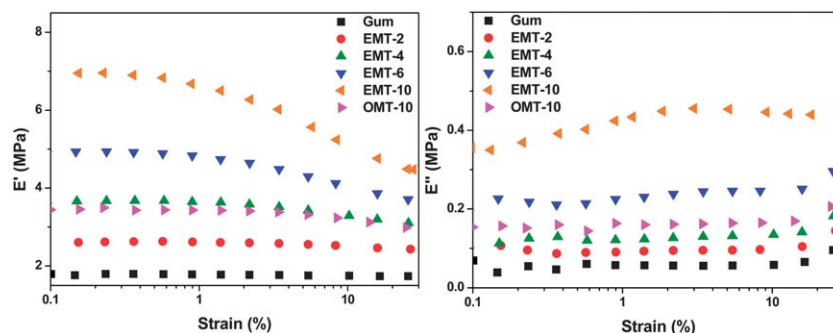 8
6
4
2
E' (MPa)
0.1
1
10
Strain (%)
Gum
EMT-2
EMT-4
EMT-6
EMT-10
OMT-10
0.6
0.4
0.2
0.0
E'' (MPa)
0.1
1
10
Strain (%)
Gum
EMT-2
EMT-4
EMT-6
EMT-10
OMT-10